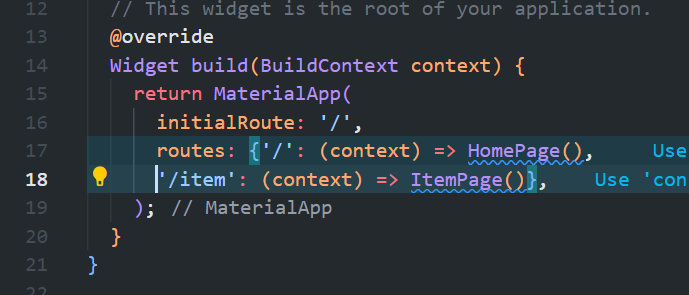 12 // This widget is the root of your application.
13 @override
14 Widget build(BuildContext context) {
15 return MaterialApp(
16 initialRoute: '/',
17 routes: {'/': (context) => HomePage(), Use
18 '/item': (context) => ItemPage()}, Use 'con
19 ); // MaterialApp
20 }
21 }
22